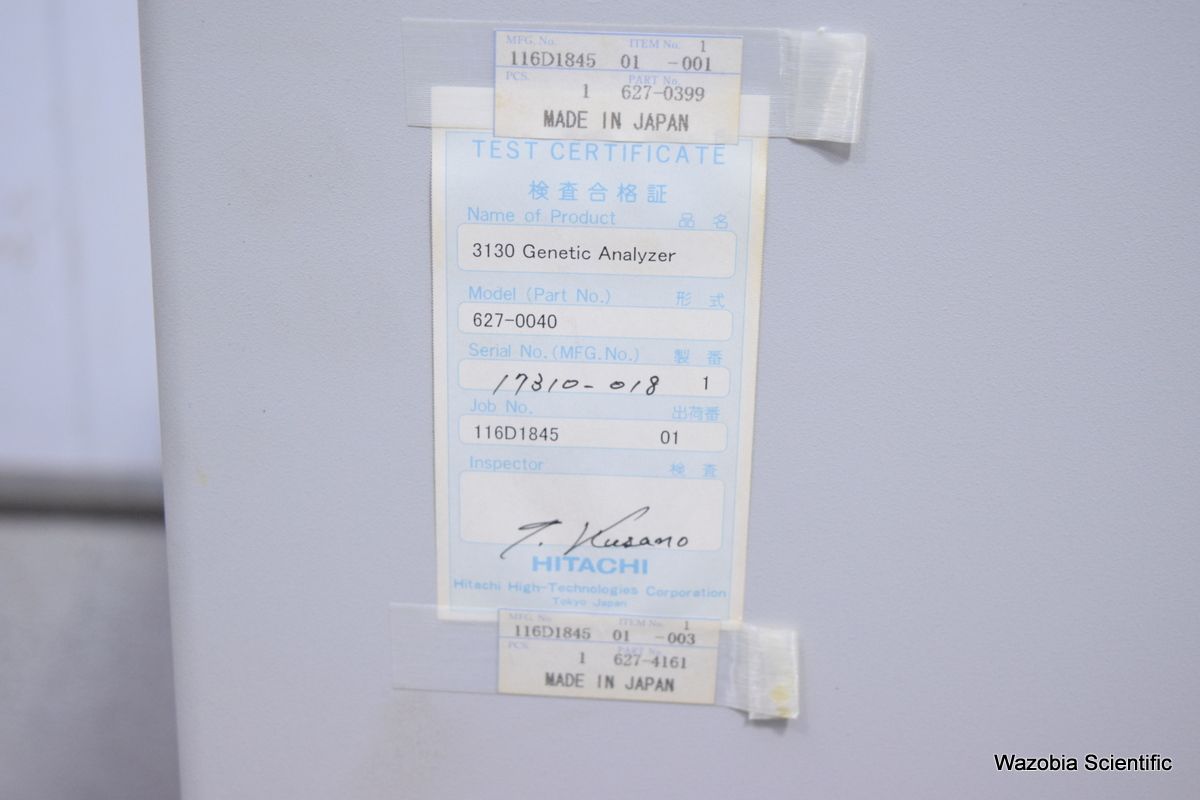 MFG. No. ITEM No. 1
116D1845 01 -001
PCS. PART No.
1 627-0399
MADE IN JAPAN
TEST CERTIFICATE
検査合格証
Name of Product 品名
3130 Genetic Analyzer
Model (Part No.) 形式
627-0040
Serial No. (MFG.No.) 製番
17310-018 1
Job No. 出荷番
116D1845 01
Inspector 検査
T. Kusano
HITACHI
Hitachi High-Technologies Corporation
Tokyo Japan
MFG. No. ITEM No. 1
116D1845 01 -003
PCS. PART No.
1 627-4161
MADE IN JAPAN
Wazobia Scientific